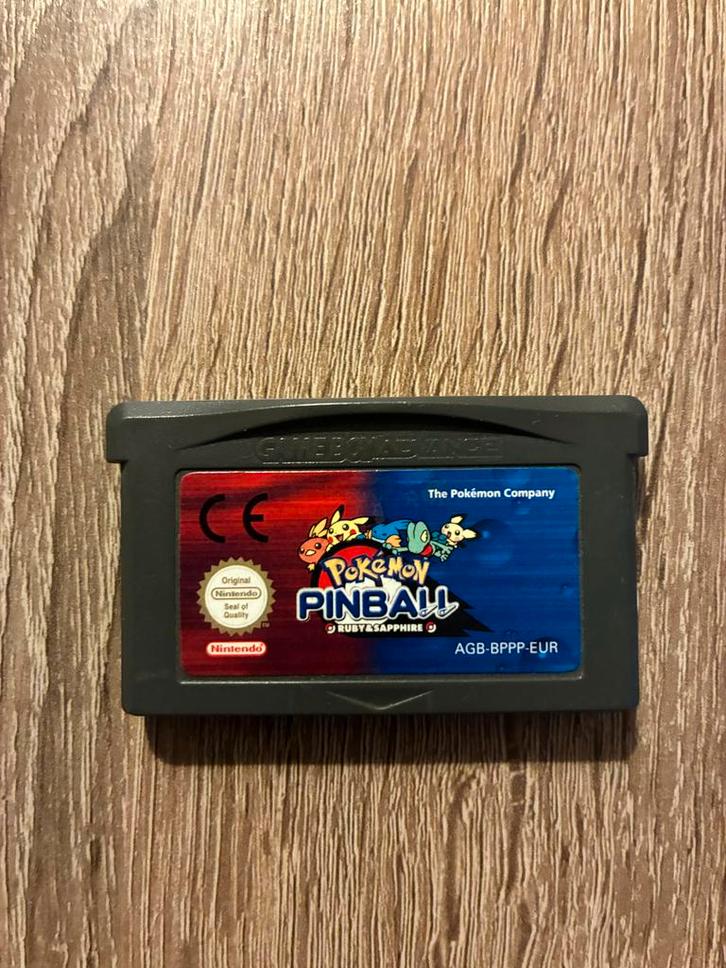 GAME BOY ADVANCE
CE
The Pokémon Company
Original
Nintendo
Seal of
Quality
TM
POKéMON
PINBALL
RUBY & SAPPHIRE
Nintendo
AGB-BPPP-EUR